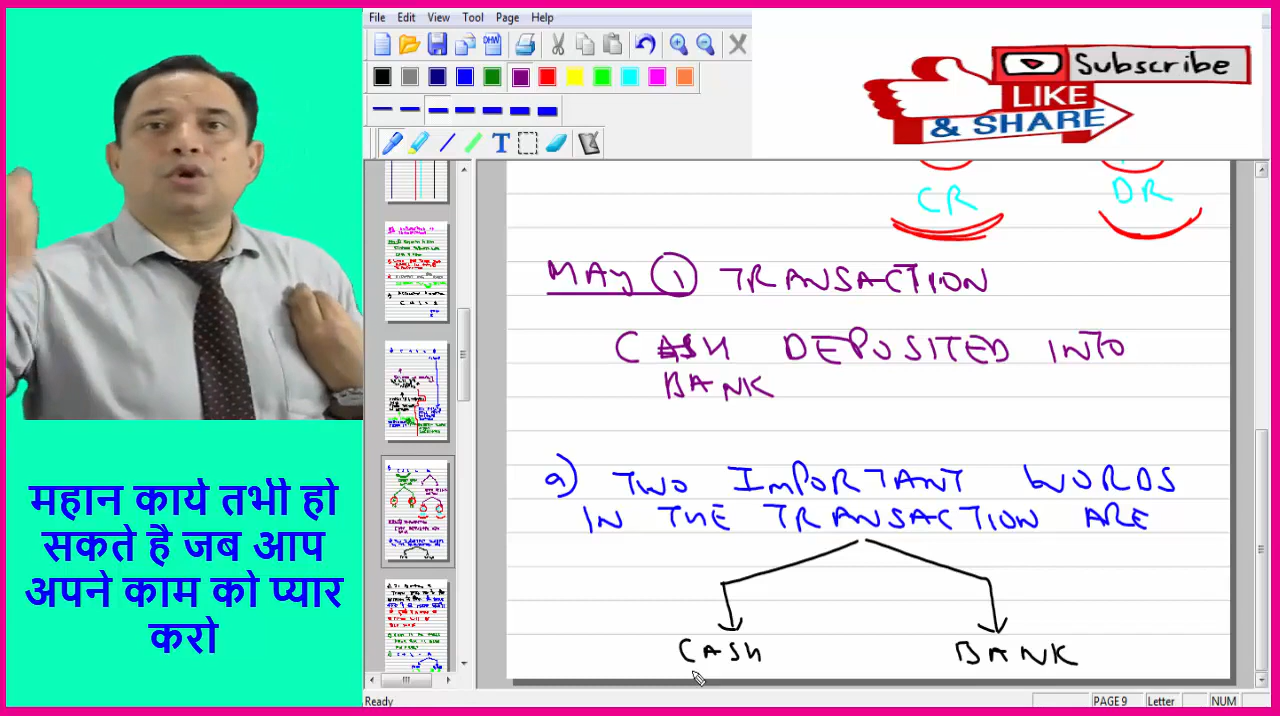 File Edit View Tool Page Help
DHW
Subscribe
LIKE
& SHARE
T
CR DR
MAY ① TRANSACTION
CASH DEPOSITED INTO
BANK
a) TWO IMPORTANT WORDS
IN THE TRANSACTION ARE
CASH BANK
महान कार्य तभी हो
सकते है जब आप
अपने काम को प्यार
करो
Ready PAGE 9 Letter NUM